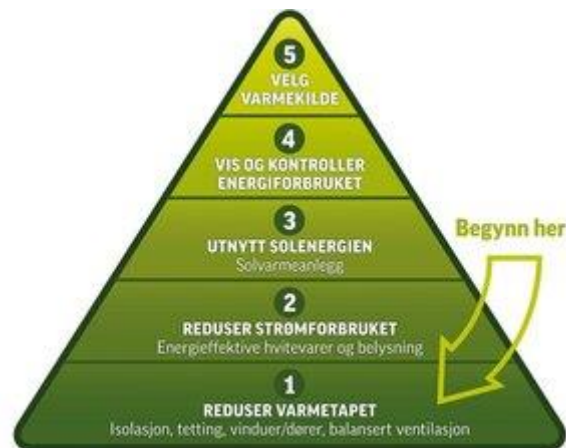 5
VELG
VARMEKILDE
4
VIS OG KONTROLLER
ENERGIFORBRUKET
3
UTNYTT SOLENERGIEN
Solvarmeanlegg
Begynn her
2
REDUSER STRØMFORBRUKET
Energieffektive hvitevarer og belysning
1
REDUSER VARMETAPET
Isolasjon, tetting, vinduer/dører, balansert ventilasjon